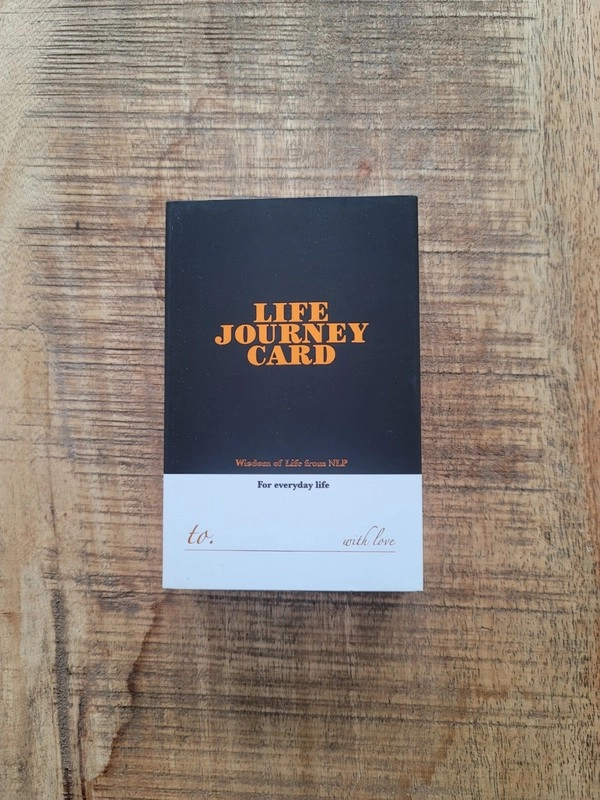 LIFE
JOURNEY
CARD
Wisdom of Life from NLP
For everyday life
to. with love